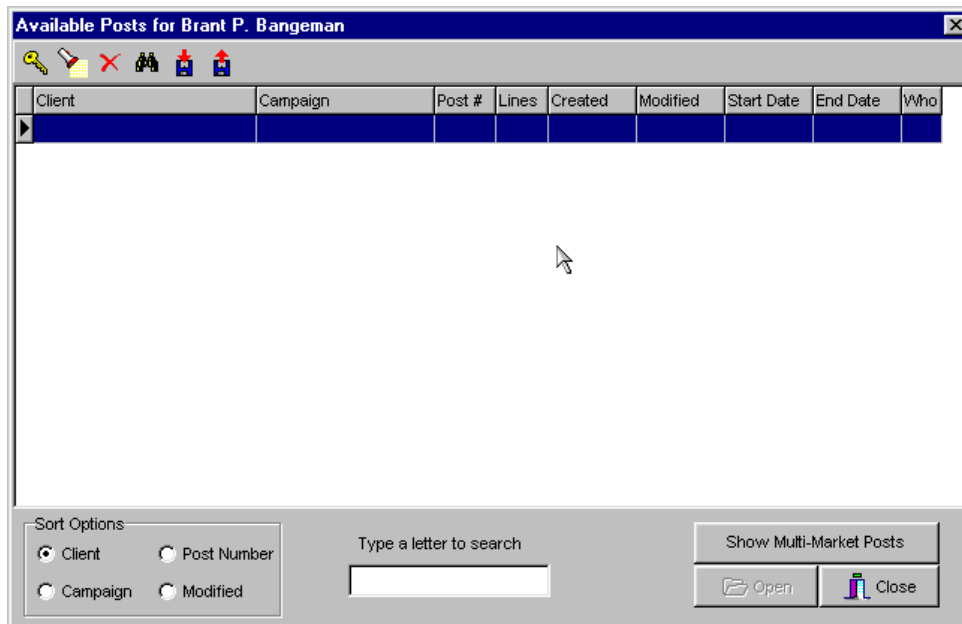 Available Posts for Brant P. Bangeman
Client Campaign Post # Lines Created Modified Start Date End Date Who
Sort Options
Client Post Number
Campaign Modified
Type a letter to search
Show Multi-Market Posts
Open Close